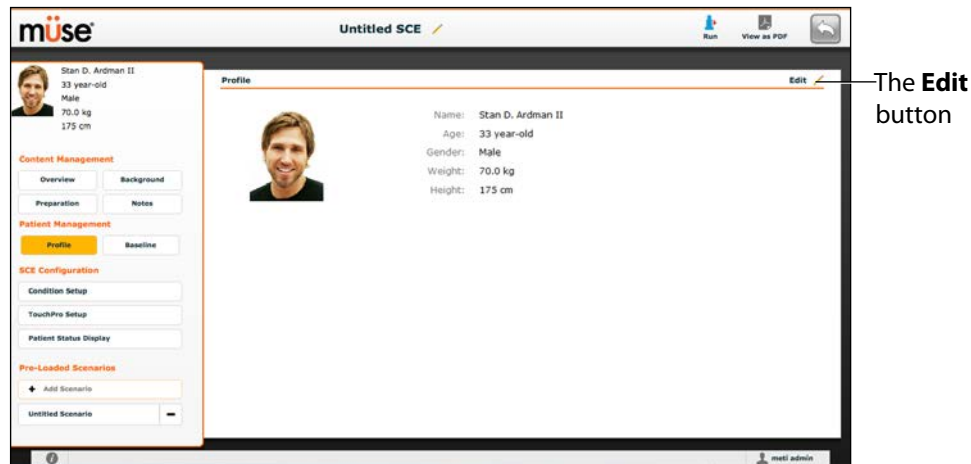 müse
Untitled SCE
Run
View as PDF
Stan D. Ardman II
33 year-old
Male
70.0 kg
175 cm
Content Management
Overview Background
Preparation Notes
Patient Management
Profile Baseline
SCE Configuration
Condition Setup
TouchPro Setup
Patient Status Display
Pre-Loaded Scenarios
+ Add Scenario
Untitled Scenario −
Profile Edit
Name: Stan D. Ardman II
Age: 33 year-old
Gender: Male
Weight: 70.0 kg
Height: 175 cm
i
meti admin
The Edit
button